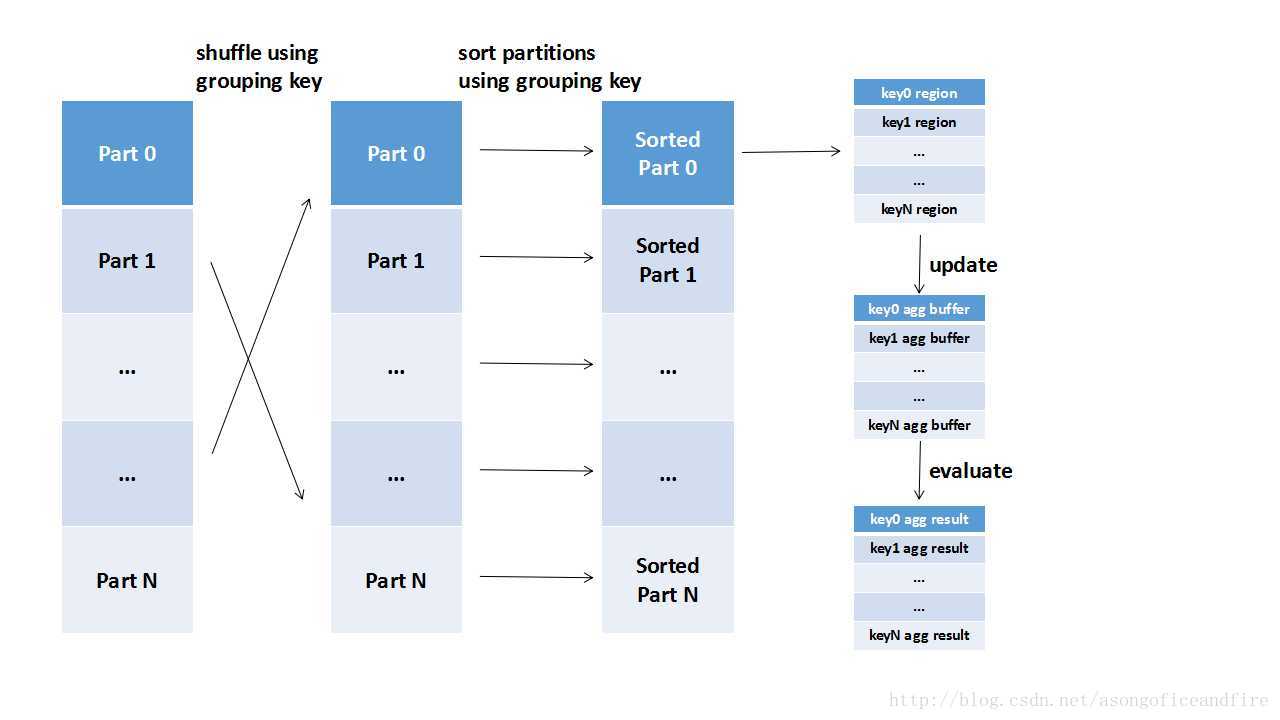 shuffle using
grouping key
sort partitions
using grouping key
Part 0
Part 1
...
...
Part N
Part 0
Part 1
...
...
Part N
Sorted
Part 0
Sorted
Part 1
...
...
Sorted
Part N
key0 region
key1 region
...
...
keyN region
update
key0 agg buffer
key1 agg buffer
...
...
keyN agg buffer
evaluate
key0 agg result
key1 agg result
...
...
keyN agg result
http://blog.csdn.net/asongoficeandfire